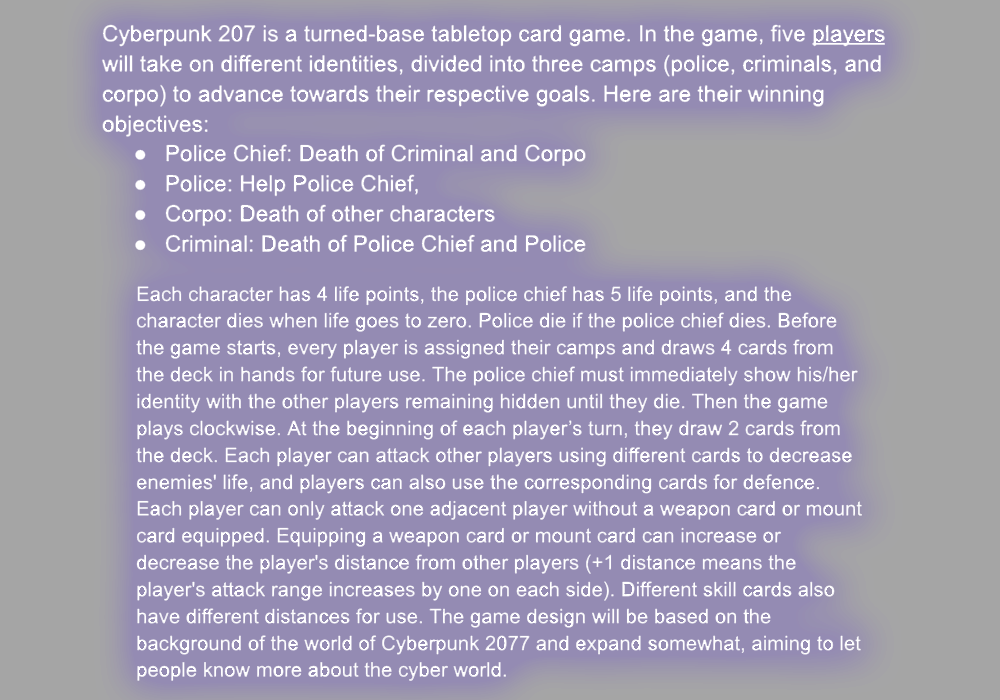 Cyberpunk 207 is a turned-base tabletop card game. In the game, five players
will take on different identities, divided into three camps (police, criminals, and
corpo) to advance towards their respective goals. Here are their winning
objectives:
● Police Chief: Death of Criminal and Corpo
● Police: Help Police Chief,
● Corpo: Death of other characters
● Criminal: Death of Police Chief and Police
Each character has 4 life points, the police chief has 5 life points, and the
character dies when life goes to zero. Police die if the police chief dies. Before
the game starts, every player is assigned their camps and draws 4 cards from
the deck in hands for future use. The police chief must immediately show his/her
identity with the other players remaining hidden until they die. Then the game
plays clockwise. At the beginning of each player’s turn, they draw 2 cards from
the deck. Each player can attack other players using different cards to decrease
enemies' life, and players can also use the corresponding cards for defence.
Each player can only attack one adjacent player without a weapon card or mount
card equipped. Equipping a weapon card or mount card can increase or
decrease the player's distance from other players (+1 distance means the
player's attack range increases by one on each side). Different skill cards also
have different distances for use. The game design will be based on the
background of the world of Cyberpunk 2077 and expand somewhat, aiming to let
people know more about the cyber world.